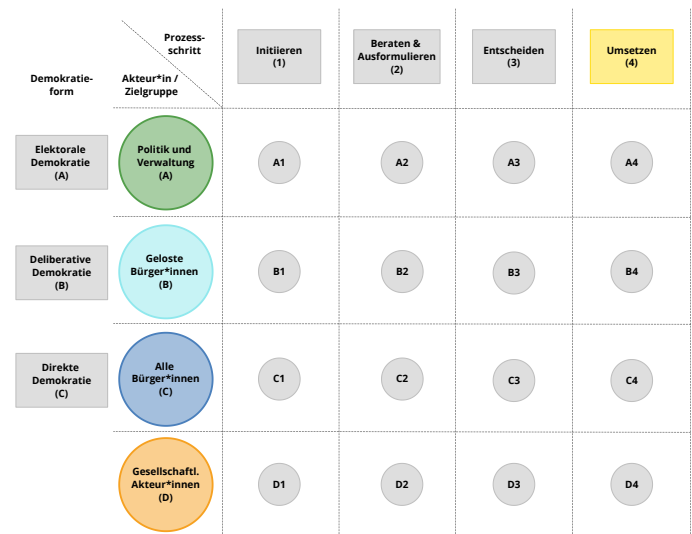 Prozess-
schritt
Initiieren
(1)
Beraten &
Ausformulieren
(2)
Entscheiden
(3)
Umsetzen
(4)
Demokratie-
form
Akteur*in /
Zielgruppe
Elektorale
Demokratie
(A)
Politik und
Verwaltung
(A)
A1
A2
A3
A4
Deliberative
Demokratie
(B)
Geloste
Bürger*innen
(B)
B1
B2
B3
B4
Direkte
Demokratie
(C)
Alle
Bürger*innen
(C)
C1
C2
C3
C4
Gesellschaftl.
Akteur*innen
(D)
D1
D2
D3
D4